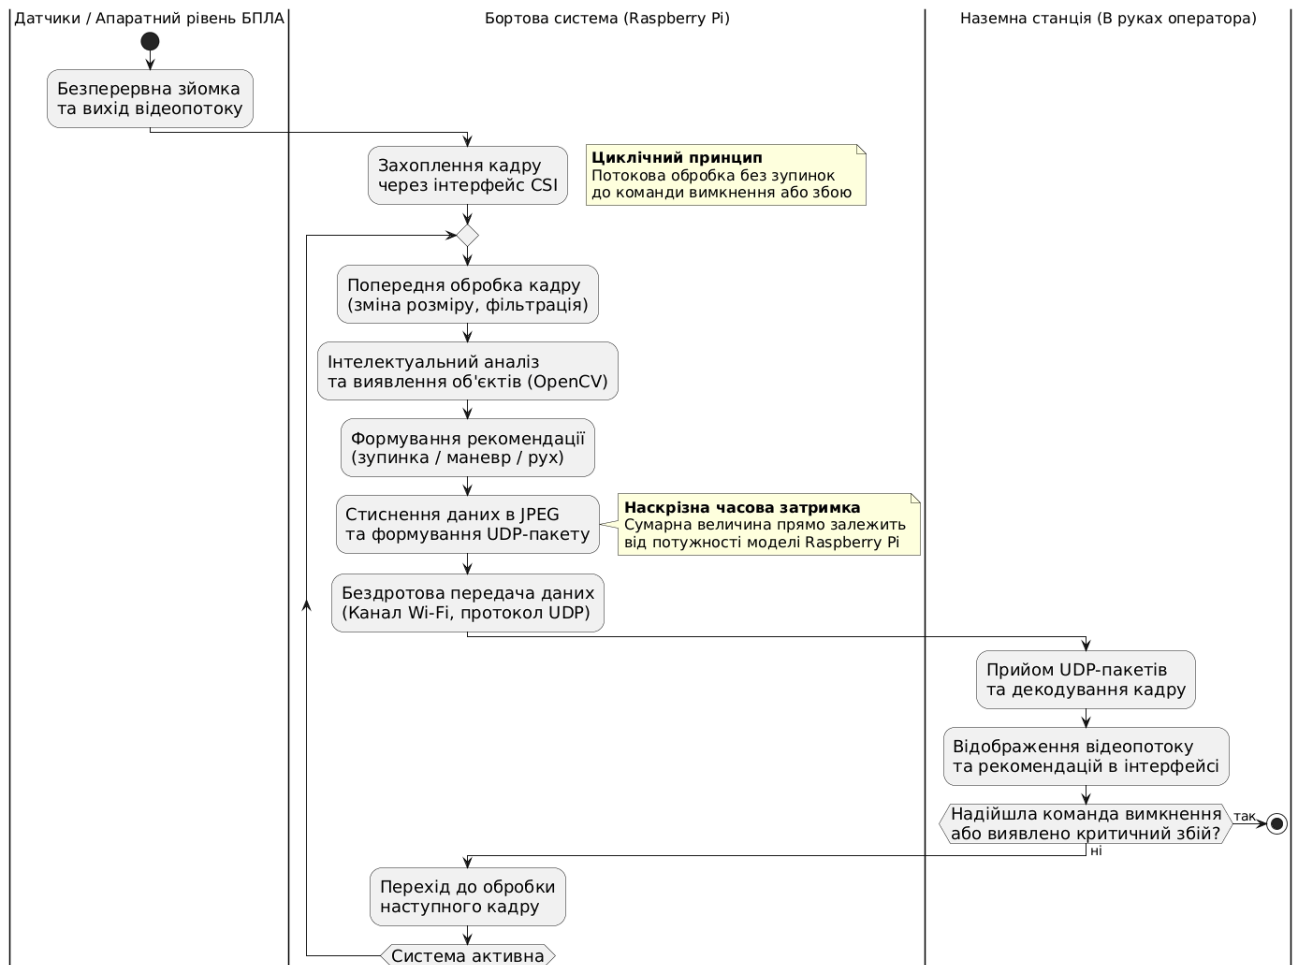 Датчики / Апаратний рівень БПЛА
Бортова система (Raspberry Pi)
Наземна станція (В руках оператора)
Безперервна зйомка
та вихід відеопотоку
Захоплення кадру
через інтерфейс CSI
Циклічний принцип
Потокова обробка без зупинок
до команди вимкнення або збою
Попередня обробка кадру
(зміна розміру, фільтрація)
Інтелектуальний аналіз
та виявлення об'єктів (OpenCV)
Формування рекомендації
(зупинка / маневр / рух)
Стиснення даних в JPEG
та формування UDP-пакету
Наскрізна часова затримка
Сумарна величина прямо залежить
від потужності моделі Raspberry Pi
Бездротова передача даних
(Канал Wi-Fi, протокол UDP)
Прийом UDP-пакетів
та декодування кадру
Відображення відеопотоку
та рекомендацій в інтерфейсі
Надійшла команда вимкнення
або виявлено критичний збій?
так
ні
Перехід до обробки
наступного кадру
Система активна